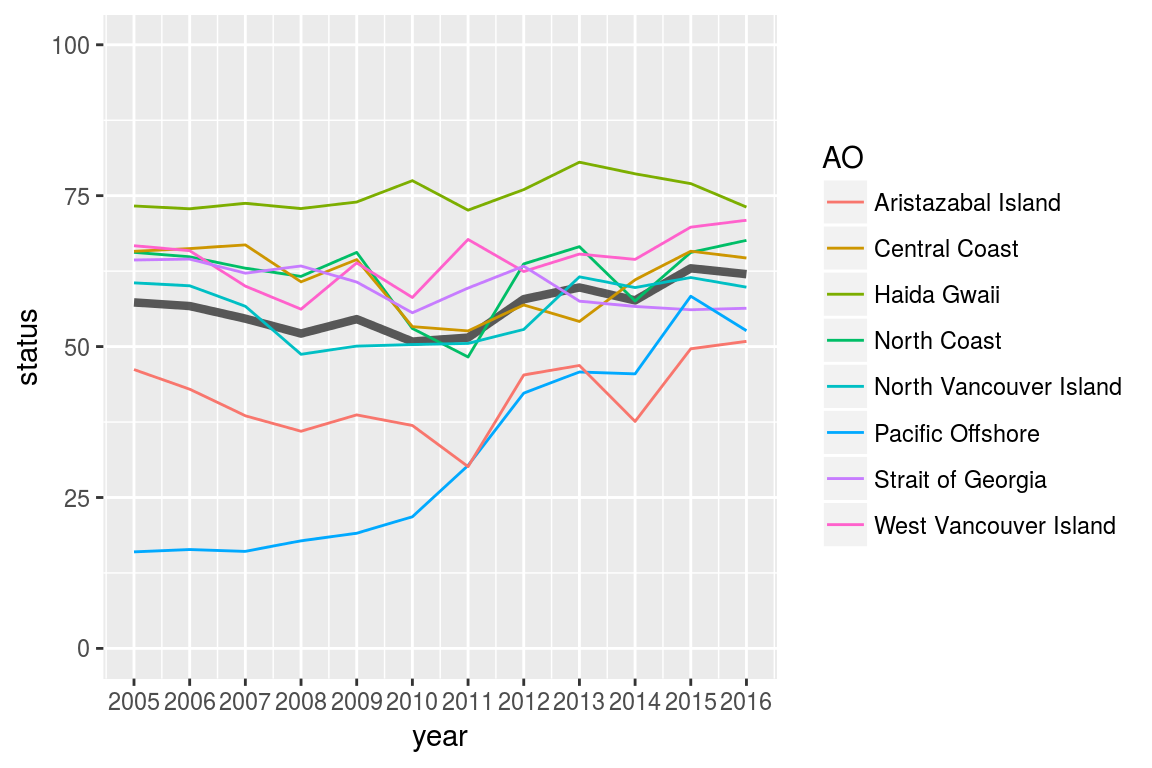 100
75
50
25
0
status
2005 2006 2007 2008 2009 2010 2011 2012 2013 2014 2015 2016
year
AO
Aristazabal Island
Central Coast
Haida Gwaii
North Coast
North Vancouver Island
Pacific Offshore
Strait of Georgia
West Vancouver Island